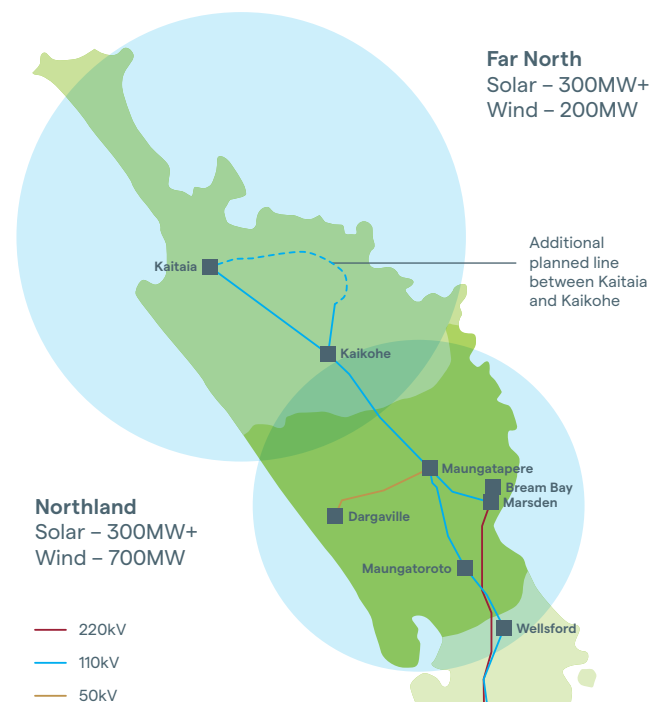 Far North
Solar – 300MW+
Wind – 200MW
Additional
planned line
between Kaitaia
and Kaikohe
Kaitaia
Kaikohe
Maungatapere
Bream Bay
Marsden
Dargaville
Maungatoroto
Wellsford
Northland
Solar – 300MW+
Wind – 700MW
220kV
110kV
50kV